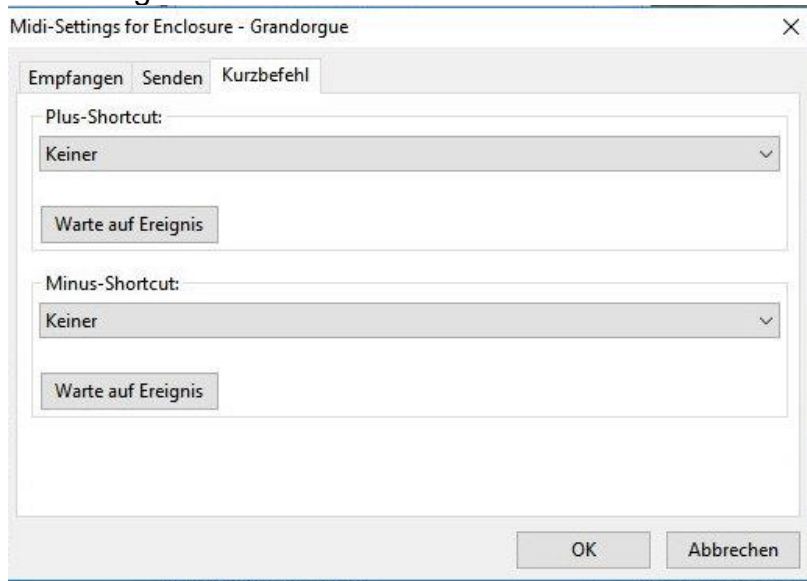 Midi-Settings for Enclosure - Grandorgue
Empfangen Senden Kurzbefehl
Plus-Shortcut:
Keiner
Warte auf Ereignis
Minus-Shortcut:
Keiner
Warte auf Ereignis
OK Abbrechen